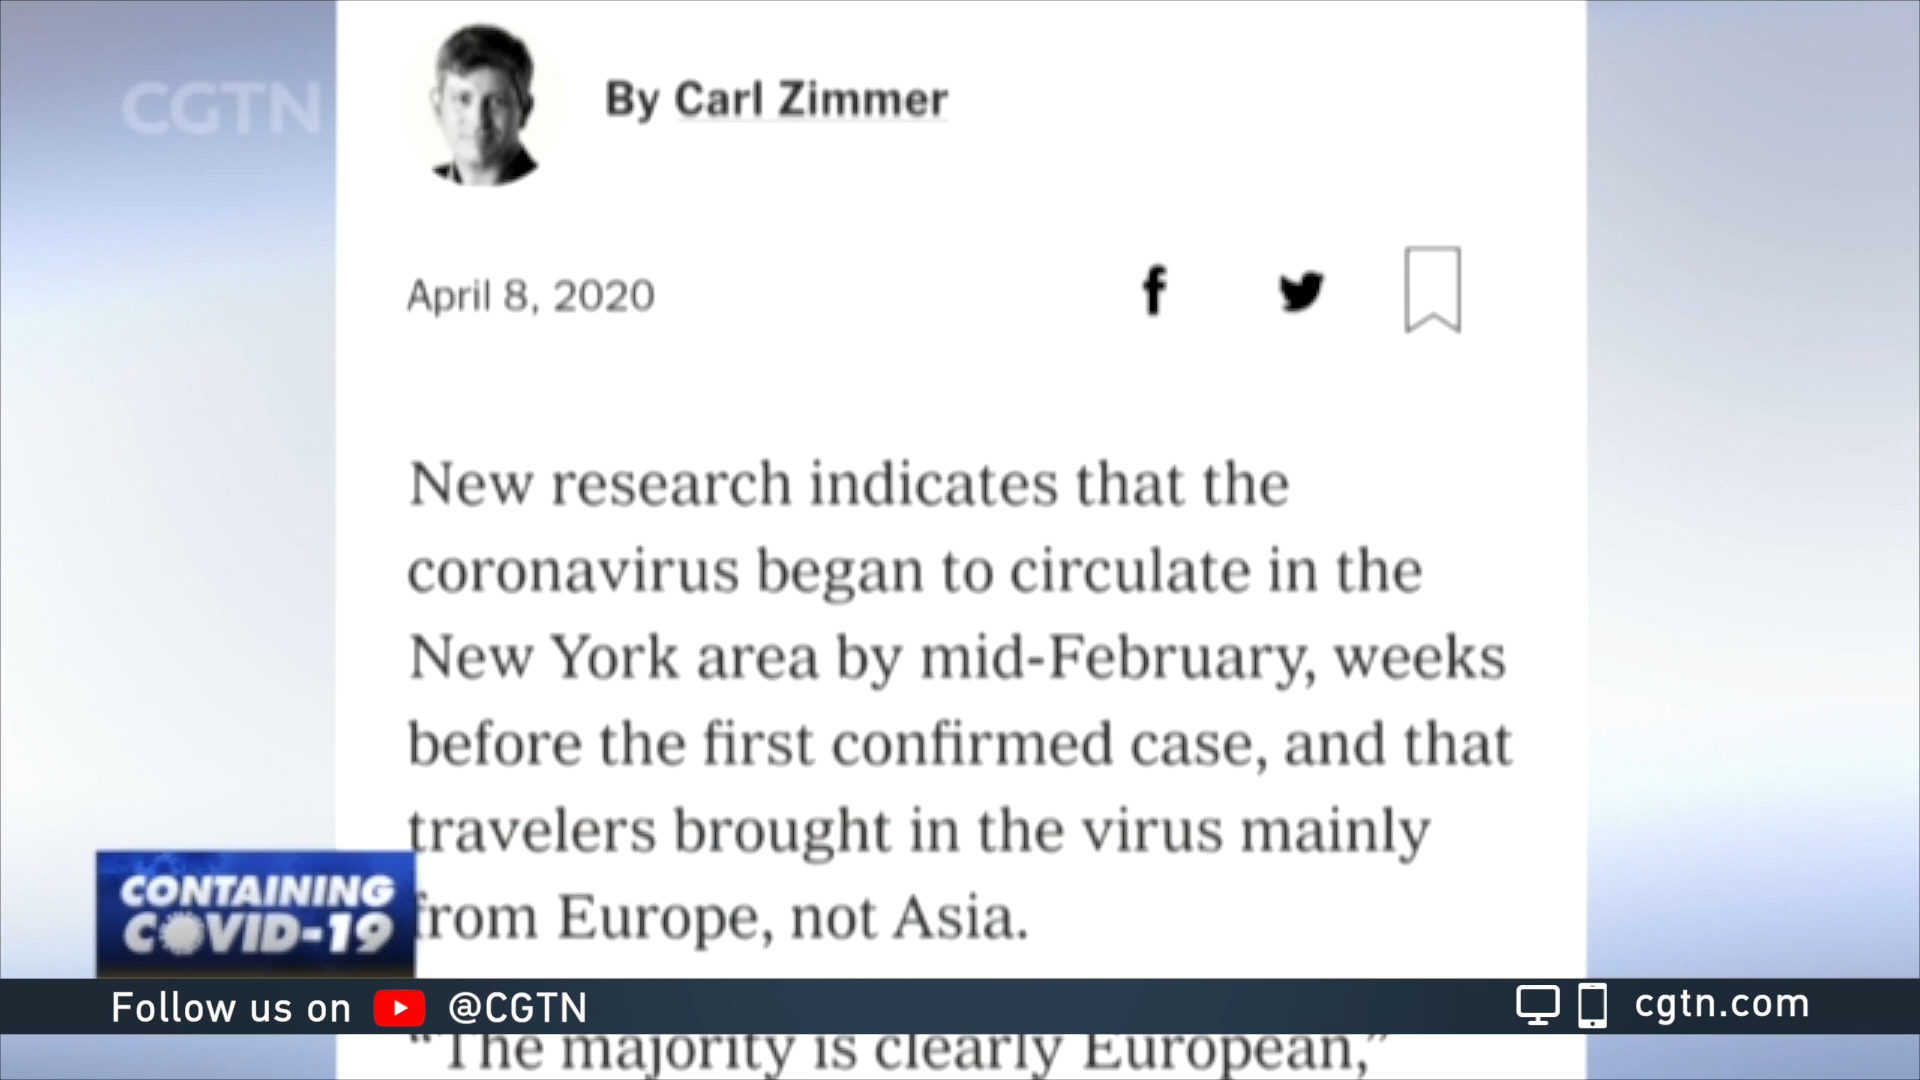 CGTN
By Carl Zimmer
April 8, 2020
New research indicates that the
coronavirus began to circulate in the
New York area by mid-February, weeks
before the first confirmed case, and that
travelers brought in the virus mainly
from Europe, not Asia.
CONTAINING
COVID-19
Follow us on @CGTN
cgtn.com
“The majority is clearly European,”